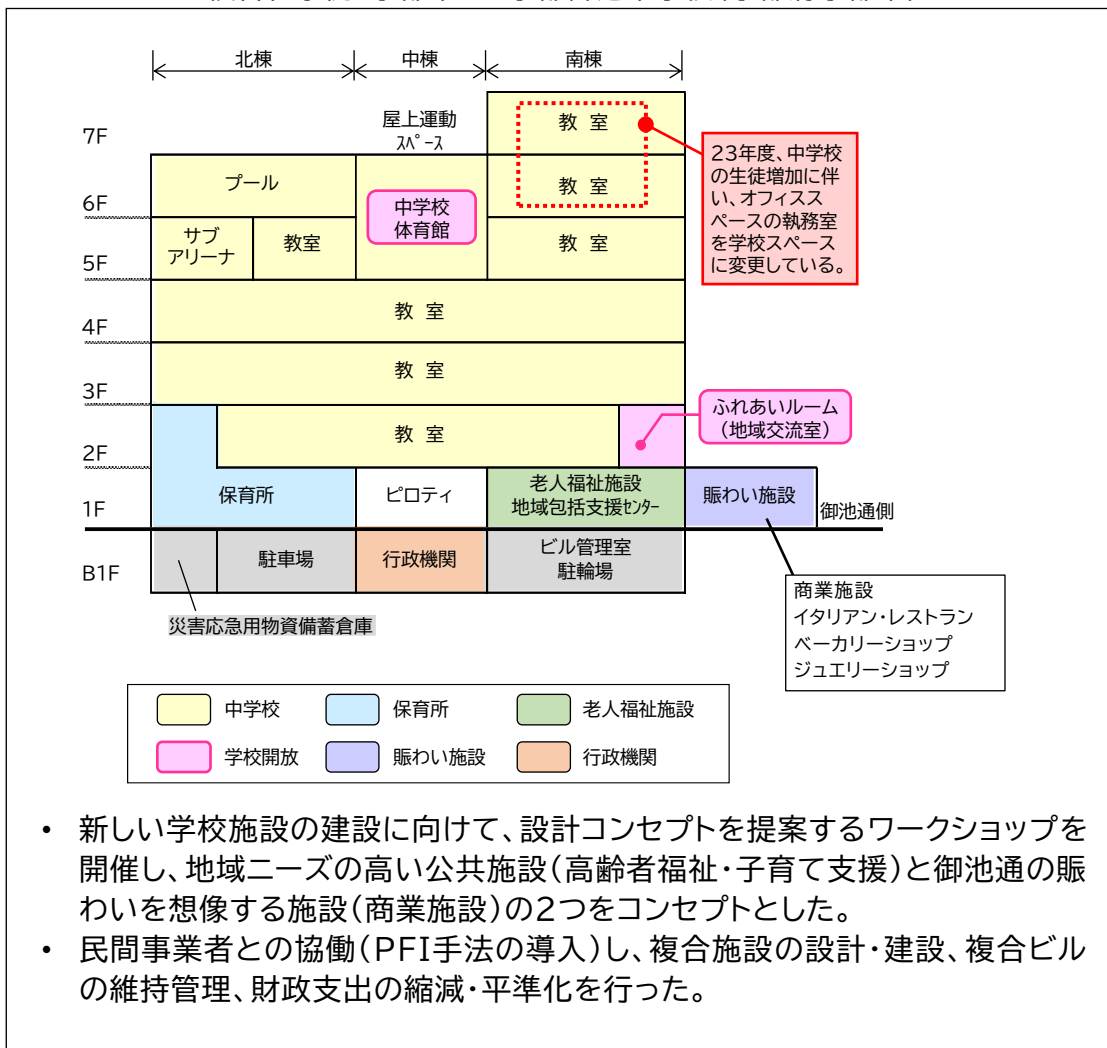 北棟 中棟 南棟
7F
屋上運動
ｽﾍﾟｰｽ
教 室
23年度、中学校
の生徒増加に伴
い、オフィスス
ペースの執務室
を学校スペース
に変更している。
6F
プール
中学校
体育館
教 室
5F
サブ
アリーナ
教室
教 室
4F
教 室
3F
教 室
2F
教 室
ふれあいルーム
（地域交流室）
1F
保育所
ピロティ
老人福祉施設
地域包括支援ｾﾝﾀｰ
賑わい施設
御池通側
B1F
駐車場
行政機関
ビル管理室
駐輪場
災害応急用物資備蓄倉庫
商業施設
イタリアン・レストラン
ベーカリーショップ
ジュエリーショップ
中学校 保育所 老人福祉施設
学校開放 賑わい施設 行政機関
• 新しい学校施設の建設に向けて、設計コンセプトを提案するワークショップを
開催し、地域ニーズの高い公共施設（高齢者福祉・子育て支援）と御池通の賑
わいを想像する施設（商業施設）の2つをコンセプトとした。
• 民間事業者との協働（PFI手法の導入）し、複合施設の設計・建設、複合ビル
の維持管理、財政支出の縮減・平準化を行った。